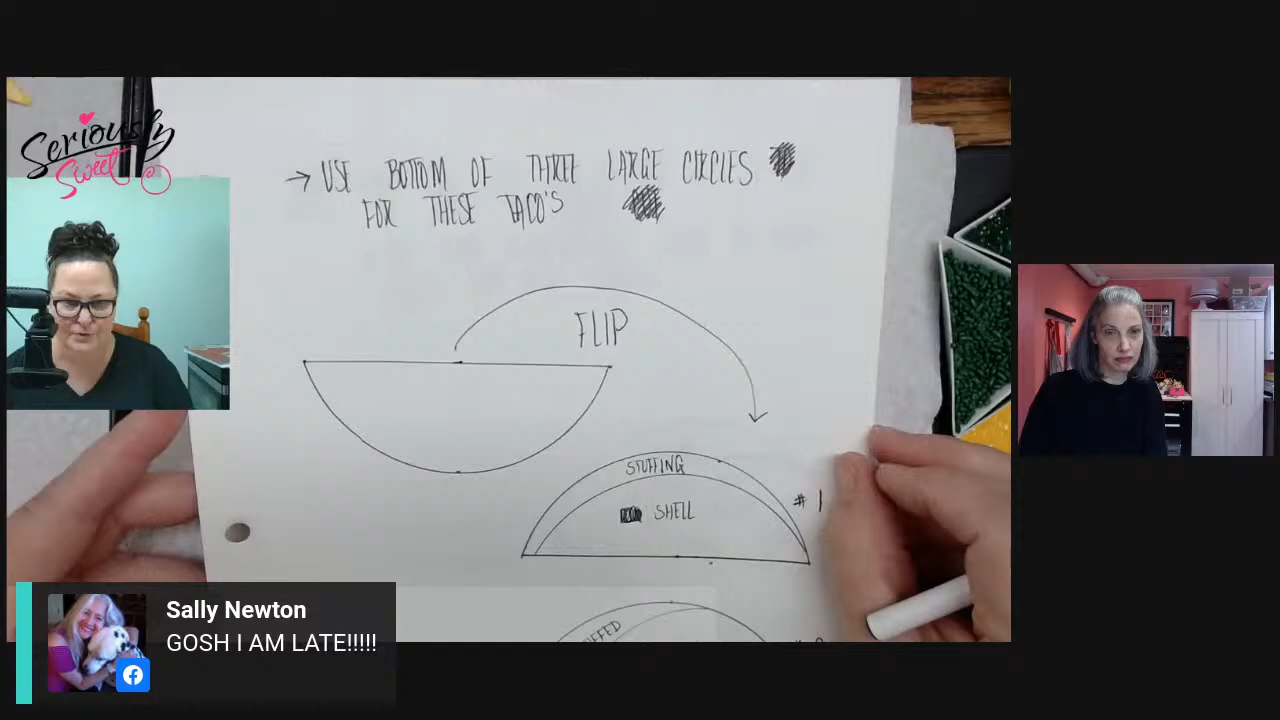 Seriously
Sweet
→ USE BOTTOM OF THREE LARGE CIRCLES
FOR THESE TACO'S
FLIP
STUFFING
SHELL
# 1
Sally Newton
GOSH I AM LATE!!!!!